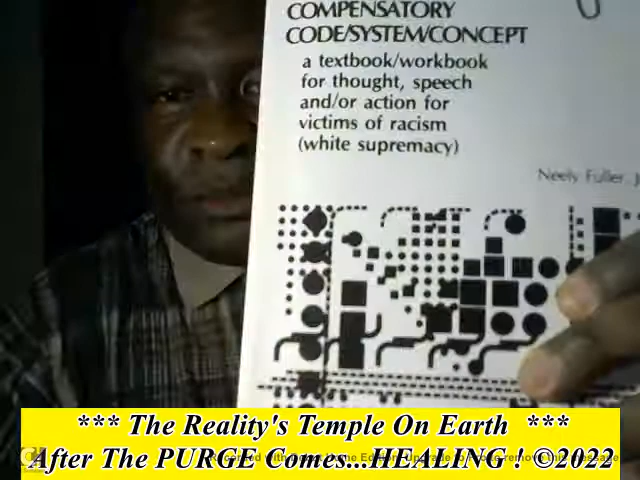 COMPENSATORY
CODE/SYSTEM/CONCEPT
a textbook/workbook
for thought, speech
and/or action for
victims of racism
(white supremacy)
Neely Fuller, J
*** The Reality's Temple On Earth ***
After The PURGE Comes...HEALING ! ©2022